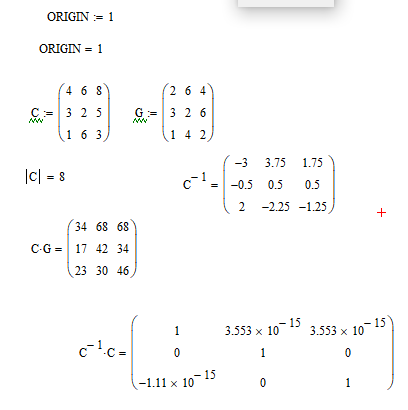 ORIGIN := 1
ORIGIN = 1
C := ( 4 6 8 G := ( 2 6 4
3 2 5 3 2 6
1 6 3 ) 1 4 2 )
|C| = 8
C⁻¹ = ( −3 3.75 1.75
−0.5 0.5 0.5
2 −2.25 −1.25 )
C·G = ( 34 68 68
17 42 34
23 30 46 )
C⁻¹·C = ( 1 3.553 × 10⁻¹⁵ 3.553 × 10⁻¹⁵
0 1 0
−1.11 × 10⁻¹⁵ 0 1 )